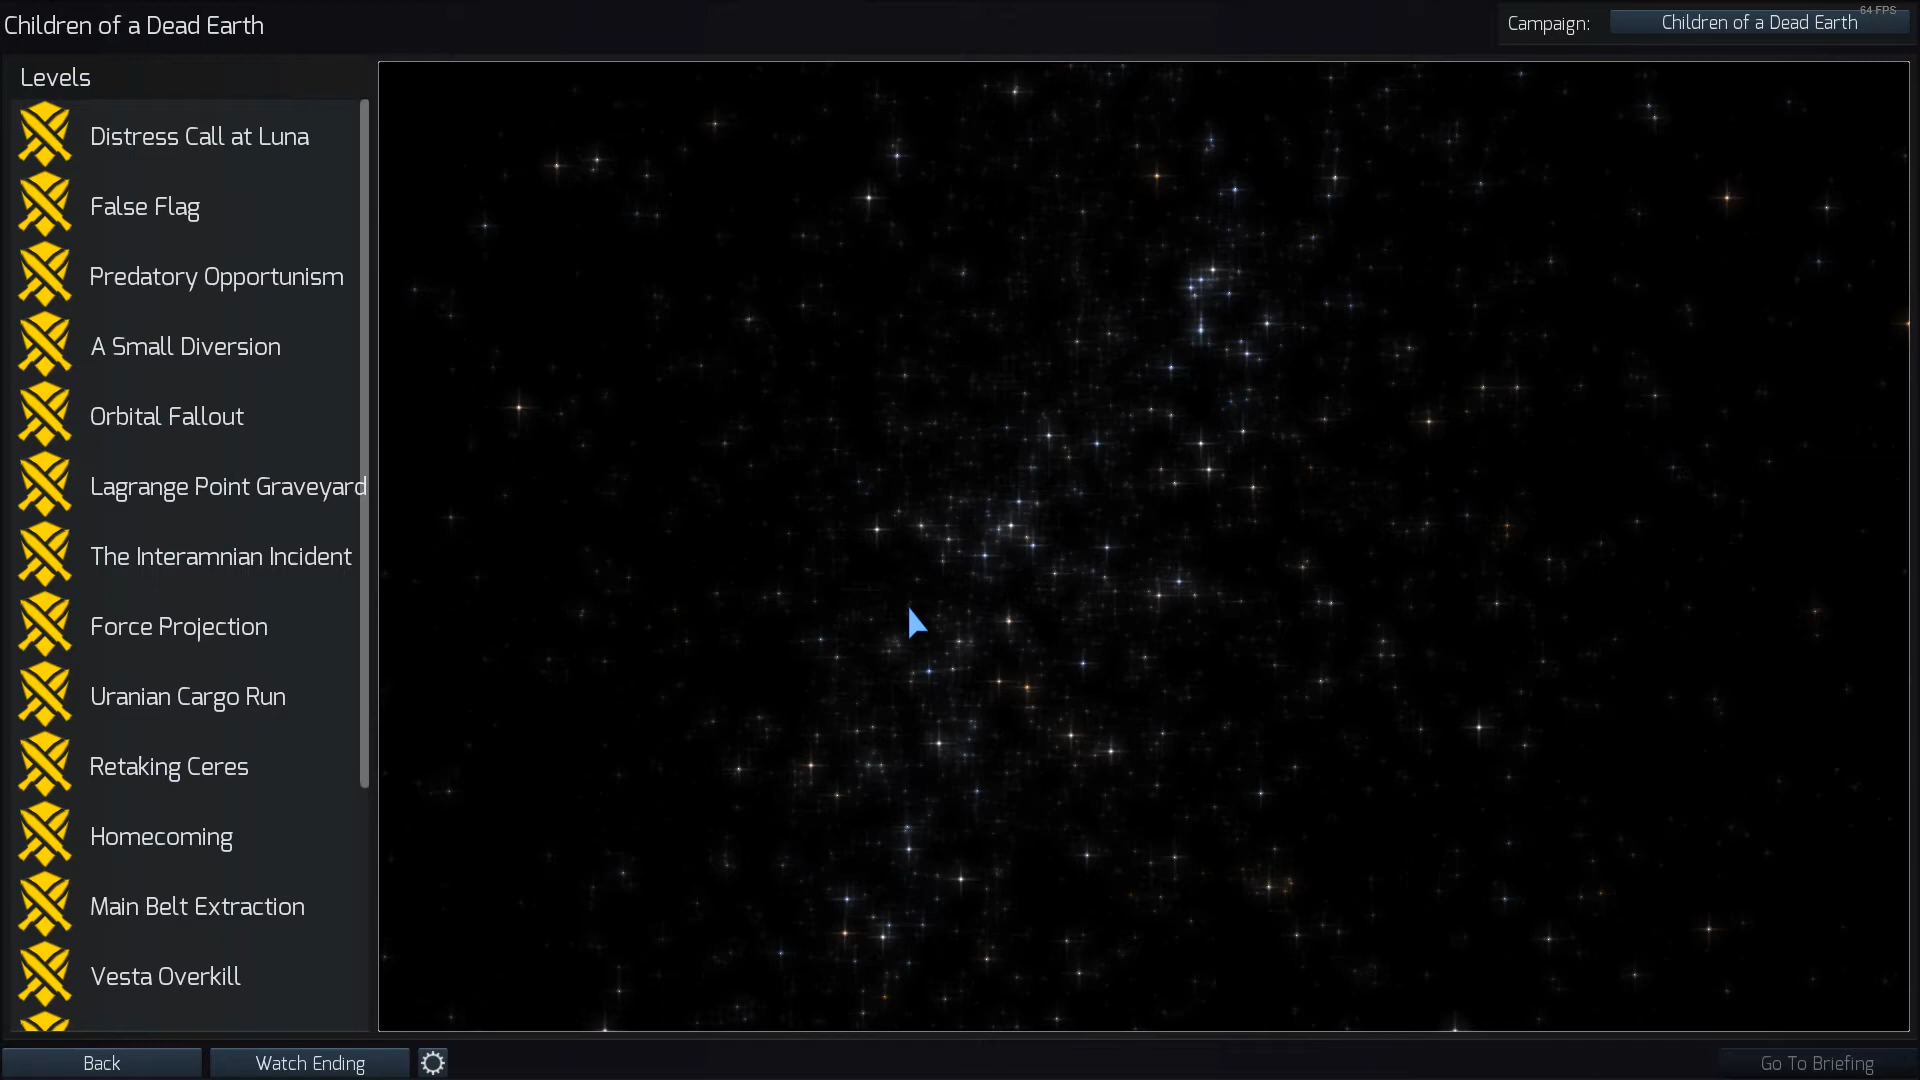 Children of a Dead Earth
Campaign:
Children of a Dead Earth
64 FPS
Levels
Distress Call at Luna
False Flag
Predatory Opportunism
A Small Diversion
Orbital Fallout
Lagrange Point Graveyard
The Interamnian Incident
Force Projection
Uranian Cargo Run
Retaking Ceres
Homecoming
Main Belt Extraction
Vesta Overkill
Back
Watch Ending
Go To Briefing